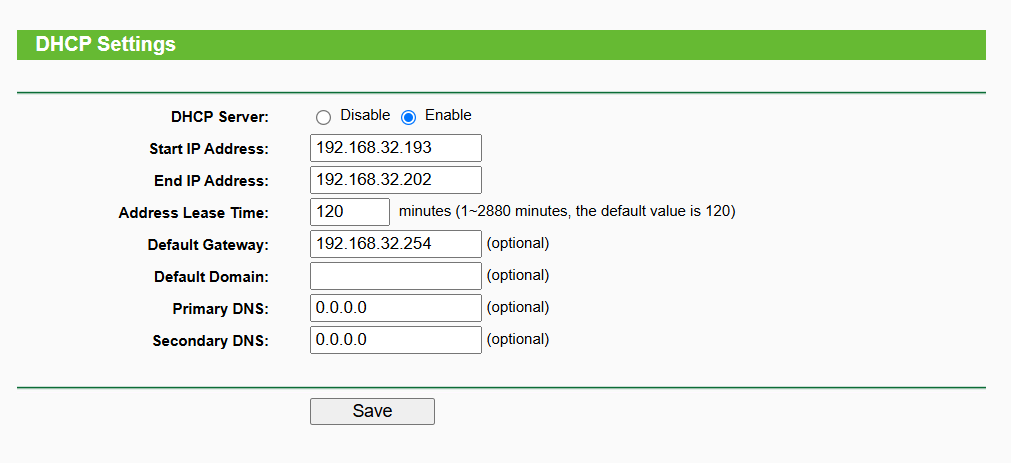 DHCP Settings
DHCP Server: Disable Enable
Start IP Address: 192.168.32.193
End IP Address: 192.168.32.202
Address Lease Time: 120 minutes (1~2880 minutes, the default value is 120)
Default Gateway: 192.168.32.254 (optional)
Default Domain: (optional)
Primary DNS: 0.0.0.0 (optional)
Secondary DNS: 0.0.0.0 (optional)
Save